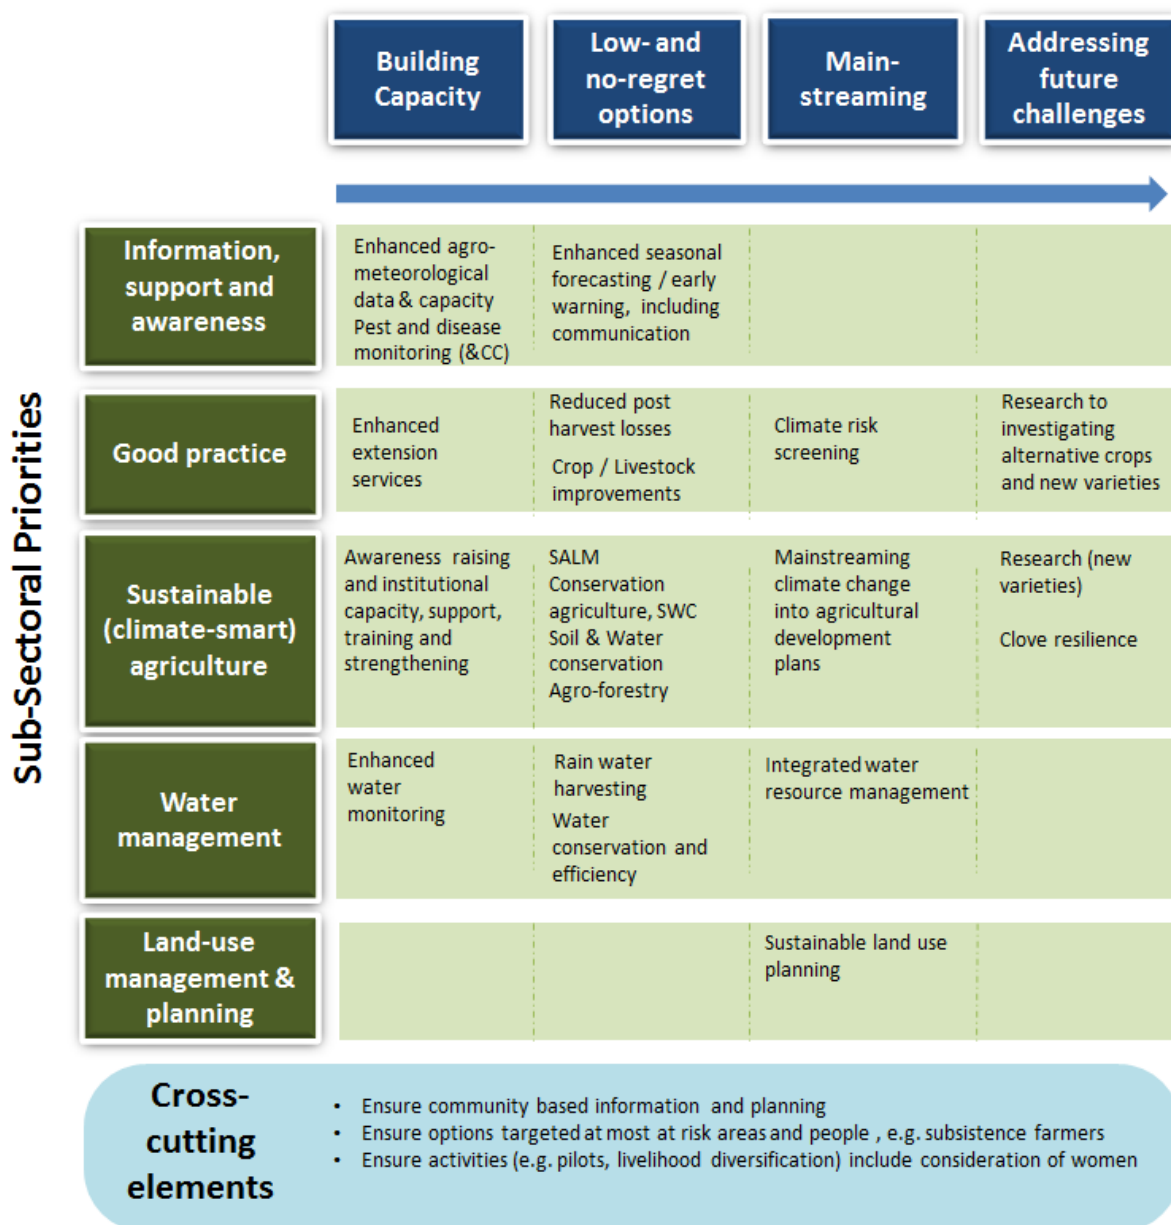 Building
Capacity
Low- and
no-regret
options
Main-
streaming
Addressing
future
challenges
Sub-Sectoral Priorities
Information,
support and
awareness
Enhanced agro-
meteorological
data & capacity
Pest and disease
monitoring (&CC)
Enhanced seasonal
forecasting / early
warning, including
communication
Good practice
Enhanced
extension
services
Reduced post
harvest losses
Crop / Livestock
improvements
Climate risk
screening
Research to
investigating
alternative crops
and new varieties
Sustainable
(climate-smart)
agriculture
Awareness raising
and institutional
capacity, support,
training and
strengthening
SALM
Conservation
agriculture, SWC
Soil & Water
conservation
Agro-forestry
Mainstreaming
climate change
into agricultural
development
plans
Research (new
varieties)
Clove resilience
Water
management
Enhanced
water
monitoring
Rain water
harvesting
Water
conservation and
efficiency
Integrated water
resource management
Land-use
management &
planning
Sustainable land use
planning
Cross-
cutting
elements
• Ensure community based information and planning
• Ensure options targeted at most at risk areas and people , e.g. subsistence farmers
• Ensure activities (e.g. pilots, livelihood diversification) include consideration of women